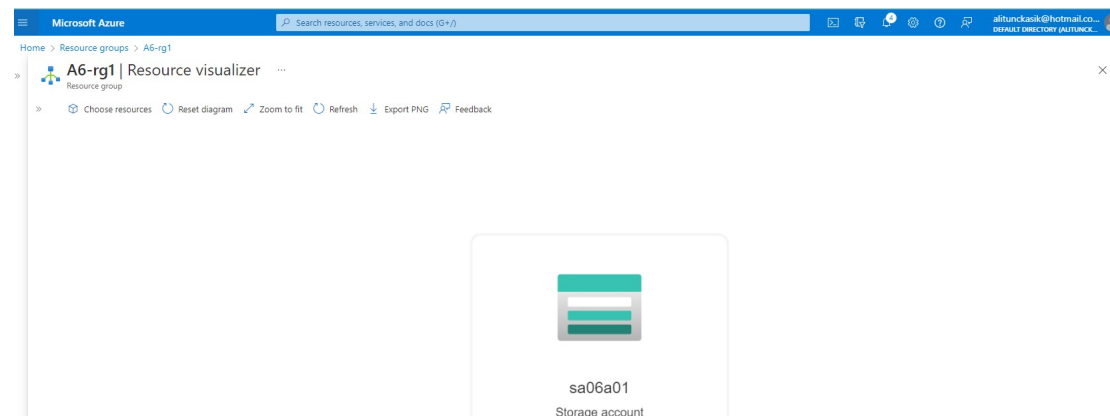 Microsoft Azure
Search resources, services, and docs (G+/)
4
alitunckasik@hotmail.co...
DEFAULT DIRECTORY (ALITUNCK...
Home > Resource groups > A6-rg1
A6-rg1 | Resource visualizer ...
Resource group
Choose resources Reset diagram Zoom to fit Refresh Export PNG Feedback
sa06a01
Storage account